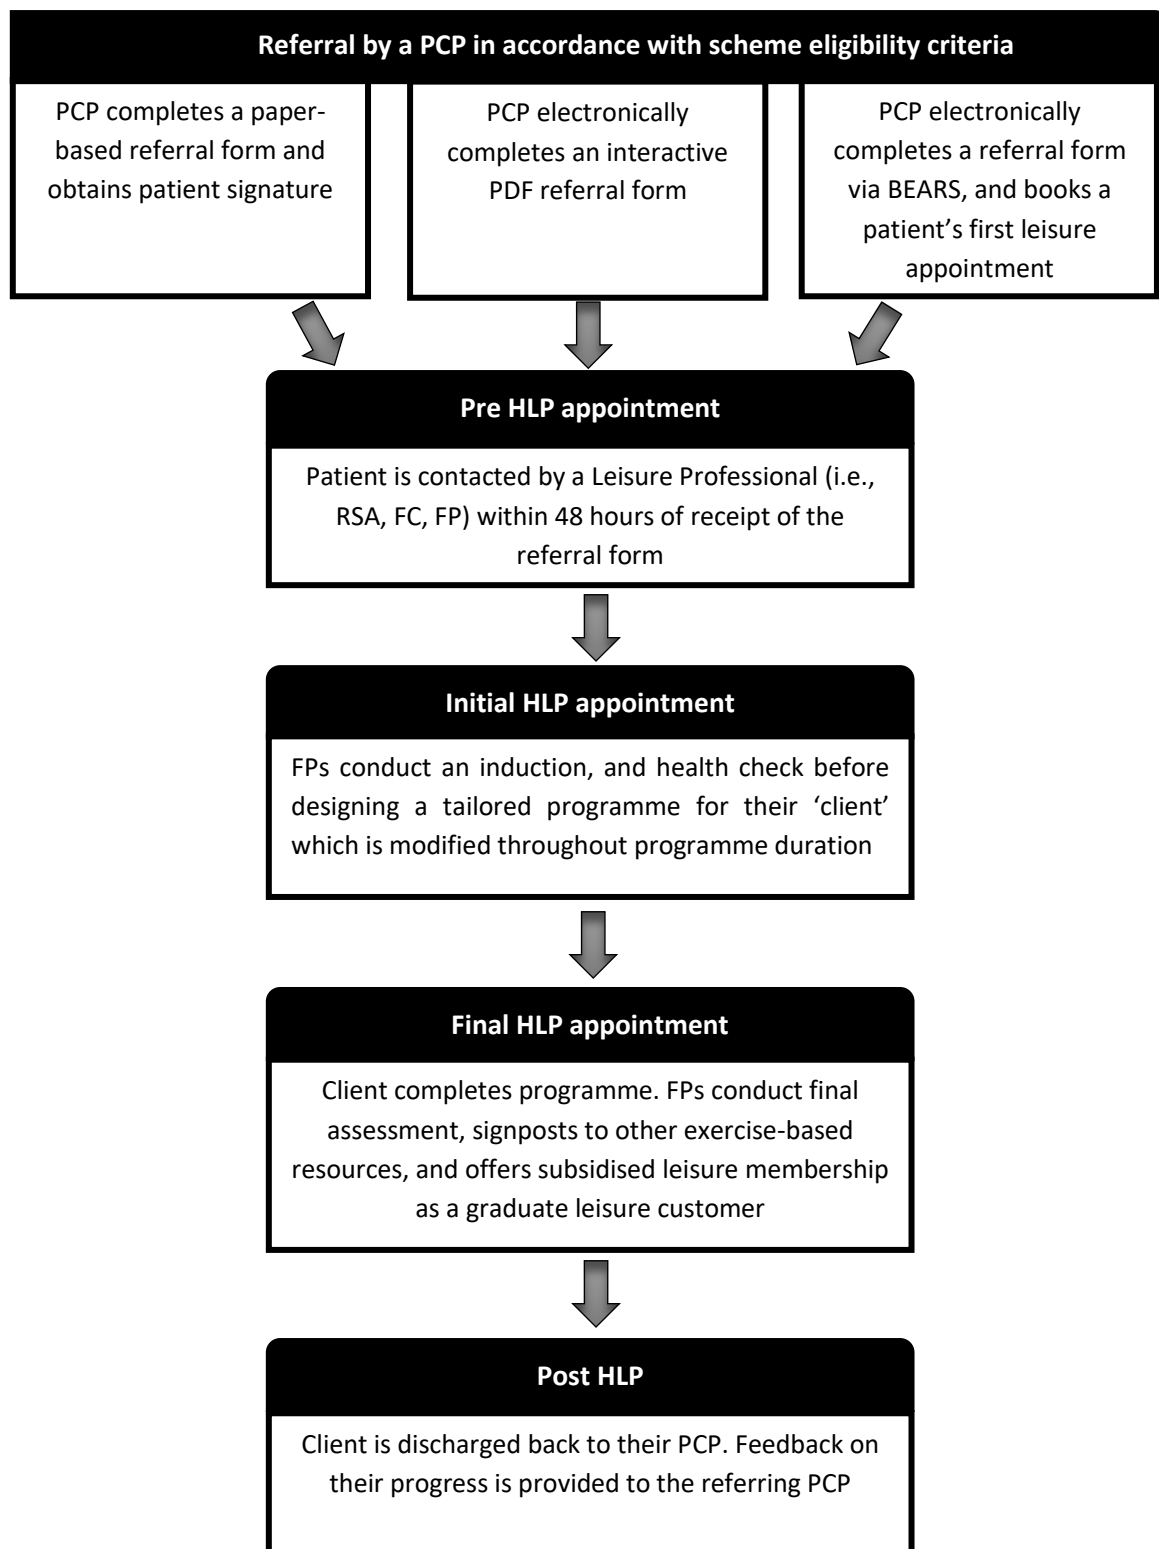 Referral by a PCP in accordance with scheme eligibility criteria
PCP completes a paper-
based referral form and
obtains patient signature
PCP electronically
completes an interactive
PDF referral form
PCP electronically
completes a referral form
via BEARS, and books a
patient’s first leisure
appointment
Pre HLP appointment
Patient is contacted by a Leisure Professional (i.e.,
RSA, FC, FP) within 48 hours of receipt of the
referral form
Initial HLP appointment
FPs conduct an induction, and health check before
designing a tailored programme for their ‘client’
which is modified throughout programme duration
Final HLP appointment
Client completes programme. FPs conduct final
assessment, signposts to other exercise-based
resources, and offers subsidised leisure membership
as a graduate leisure customer
Post HLP
Client is discharged back to their PCP. Feedback on
their progress is provided to the referring PCP